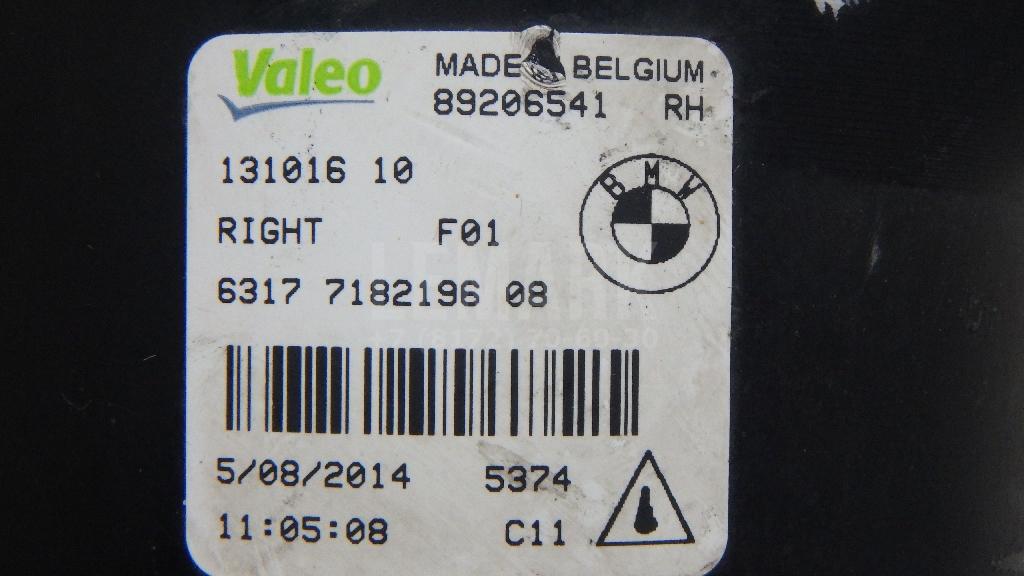 Valeo MADE BELGIUM
89206541 RH
131016 10
BMW
RIGHT F01
6317 7182196 08
5/08/2014 5374
11:05:08 C11